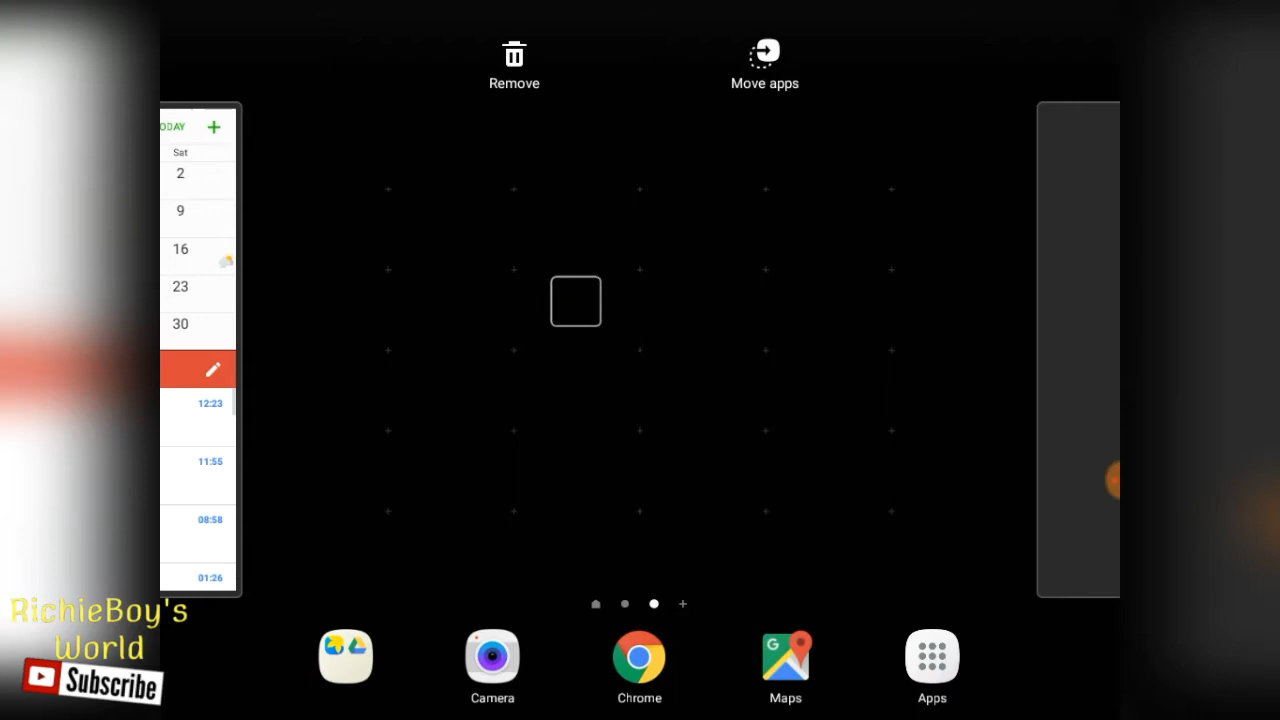 Remove
Move apps
ODAY +
Sat
2
9
16
23
30
12:23
11:55
08:58
01:26
RichieBoy's
World
Subscribe
G
Camera
Chrome
Maps
Apps